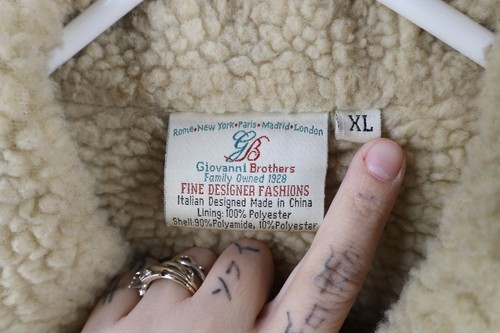 Rome•New York•Paris•Madrid•London
GB
Giovanni Brothers
Family Owned 1928
FINE DESIGNER FASHIONS
Italian Designed Made in China
Lining: 100% Polyester
Shell:90%Polyamide, 10%Polyester
XL